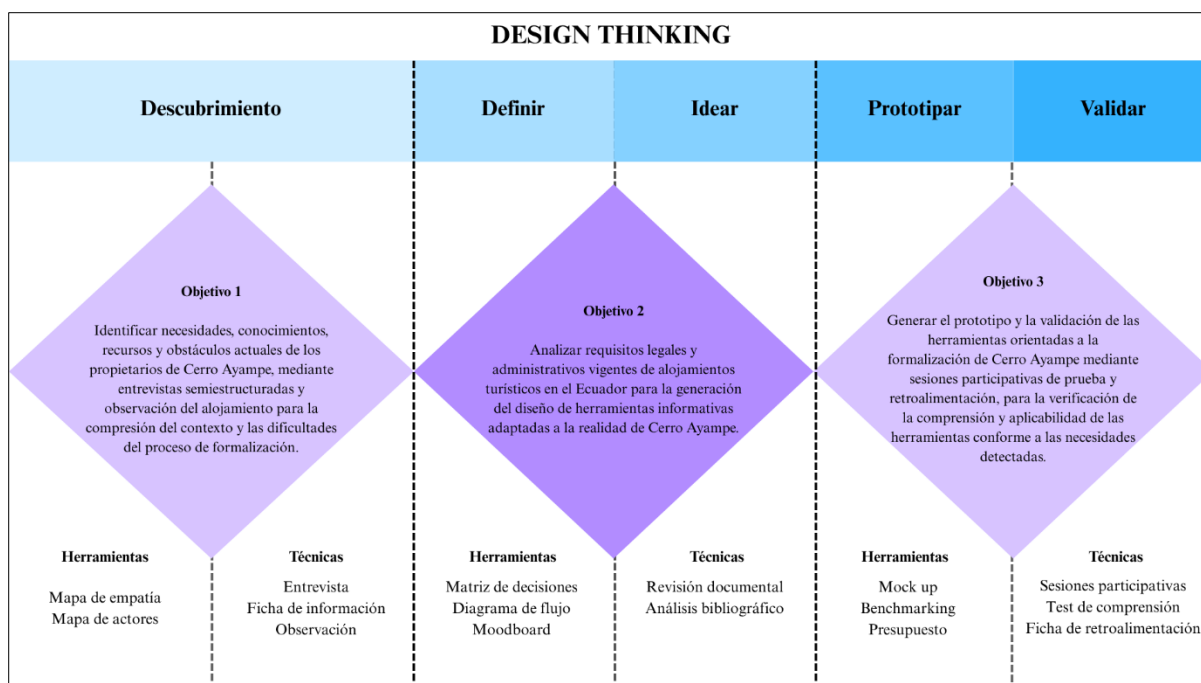 DESIGN THINKING
Descubrimiento
Definir
Idear
Prototipar
Validar
Objetivo 1
Identificar necesidades, conocimientos,
recursos y obstáculos actuales de los
propietarios de Cerro Ayampe, mediante
entrevistas semiestructuradas y
observación del alojamiento para la
compresión del contexto y las dificultades
del proceso de formalización.
Herramientas
Mapa de empatía
Mapa de actores
Técnicas
Entrevista
Ficha de información
Observación
Objetivo 2
Analizar requisitos legales y
administrativos vigentes de alojamientos
turísticos en el Ecuador para la generación
del diseño de herramientas informativas
adaptadas a la realidad de Cerro Ayampe.
Herramientas
Matriz de decisiones
Diagrama de flujo
Moodboard
Técnicas
Revisión documental
Análisis bibliográfico
Objetivo 3
Generar el prototipo y la validación de las
herramientas orientadas a la
formalización de Cerro Ayampe mediante
sesiones participativas de prueba y
retroalimentación, para la verificación de
la comprensión y aplicabilidad de las
herramientas conforme a las necesidades
detectadas.
Herramientas
Mock up
Benchmarking
Presupuesto
Técnicas
Sesiones participativas
Test de comprensión
Ficha de retroalimentación